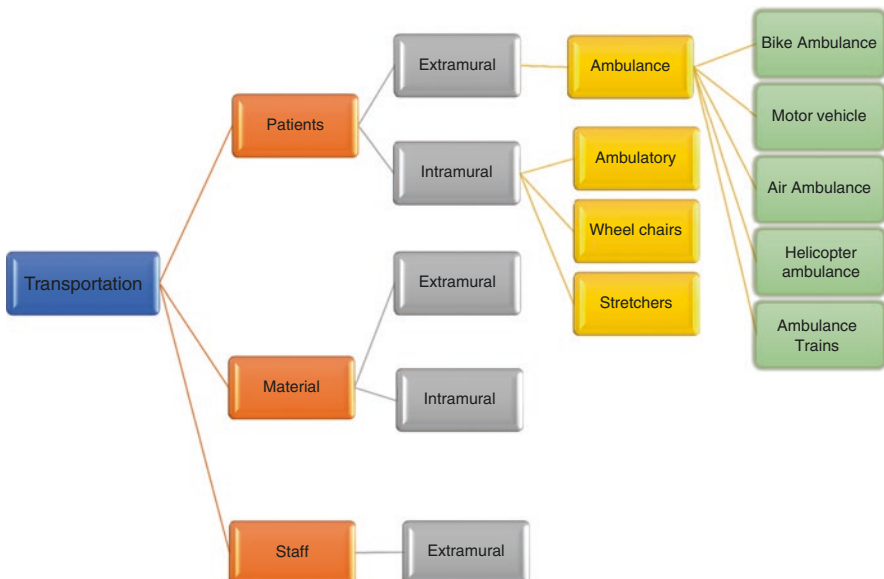 Transportation
Patients
Material
Staff
Extramural
Intramural
Extramural
Intramural
Extramural
Ambulance
Ambulatory
Wheel chairs
Stretchers
Bike Ambulance
Motor vehicle
Air Ambulance
Helicopter
ambulance
Ambulance
Trains